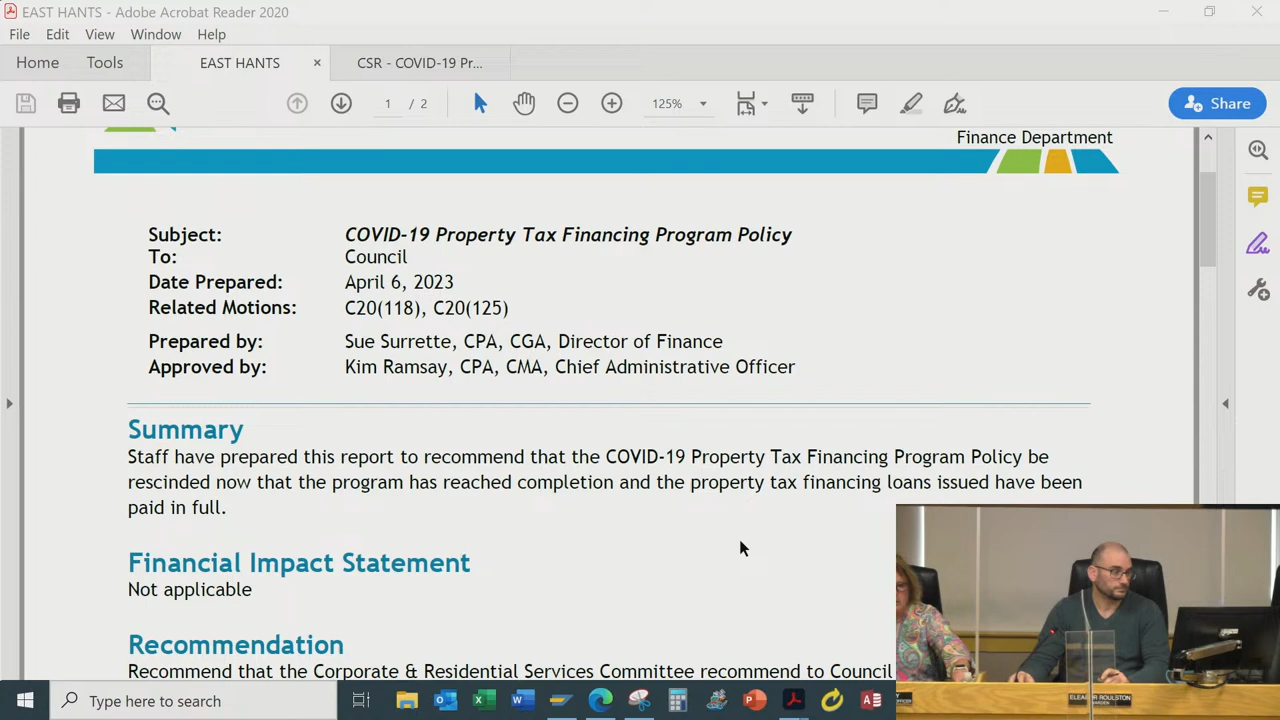 EAST HANTS - Adobe Acrobat Reader 2020
File Edit View Window Help
Home Tools EAST HANTS × CSR - COVID-19 Pr...
1 / 2 125% Share
Finance Department
Subject: COVID-19 Property Tax Financing Program Policy
To: Council
Date Prepared: April 6, 2023
Related Motions: C20(118), C20(125)
Prepared by: Sue Surrette, CPA, CGA, Director of Finance
Approved by: Kim Ramsay, CPA, CMA, Chief Administrative Officer
Summary
Staff have prepared this report to recommend that the COVID-19 Property Tax Financing Program Policy be
rescinded now that the program has reached completion and the property tax financing loans issued have been
paid in full.
Financial Impact Statement
Not applicable
Recommendation
Recommend that the Corporate & Residential Services Committee recommend to Council
ELEANOR ROULSTON
WARDEN
Type here to search